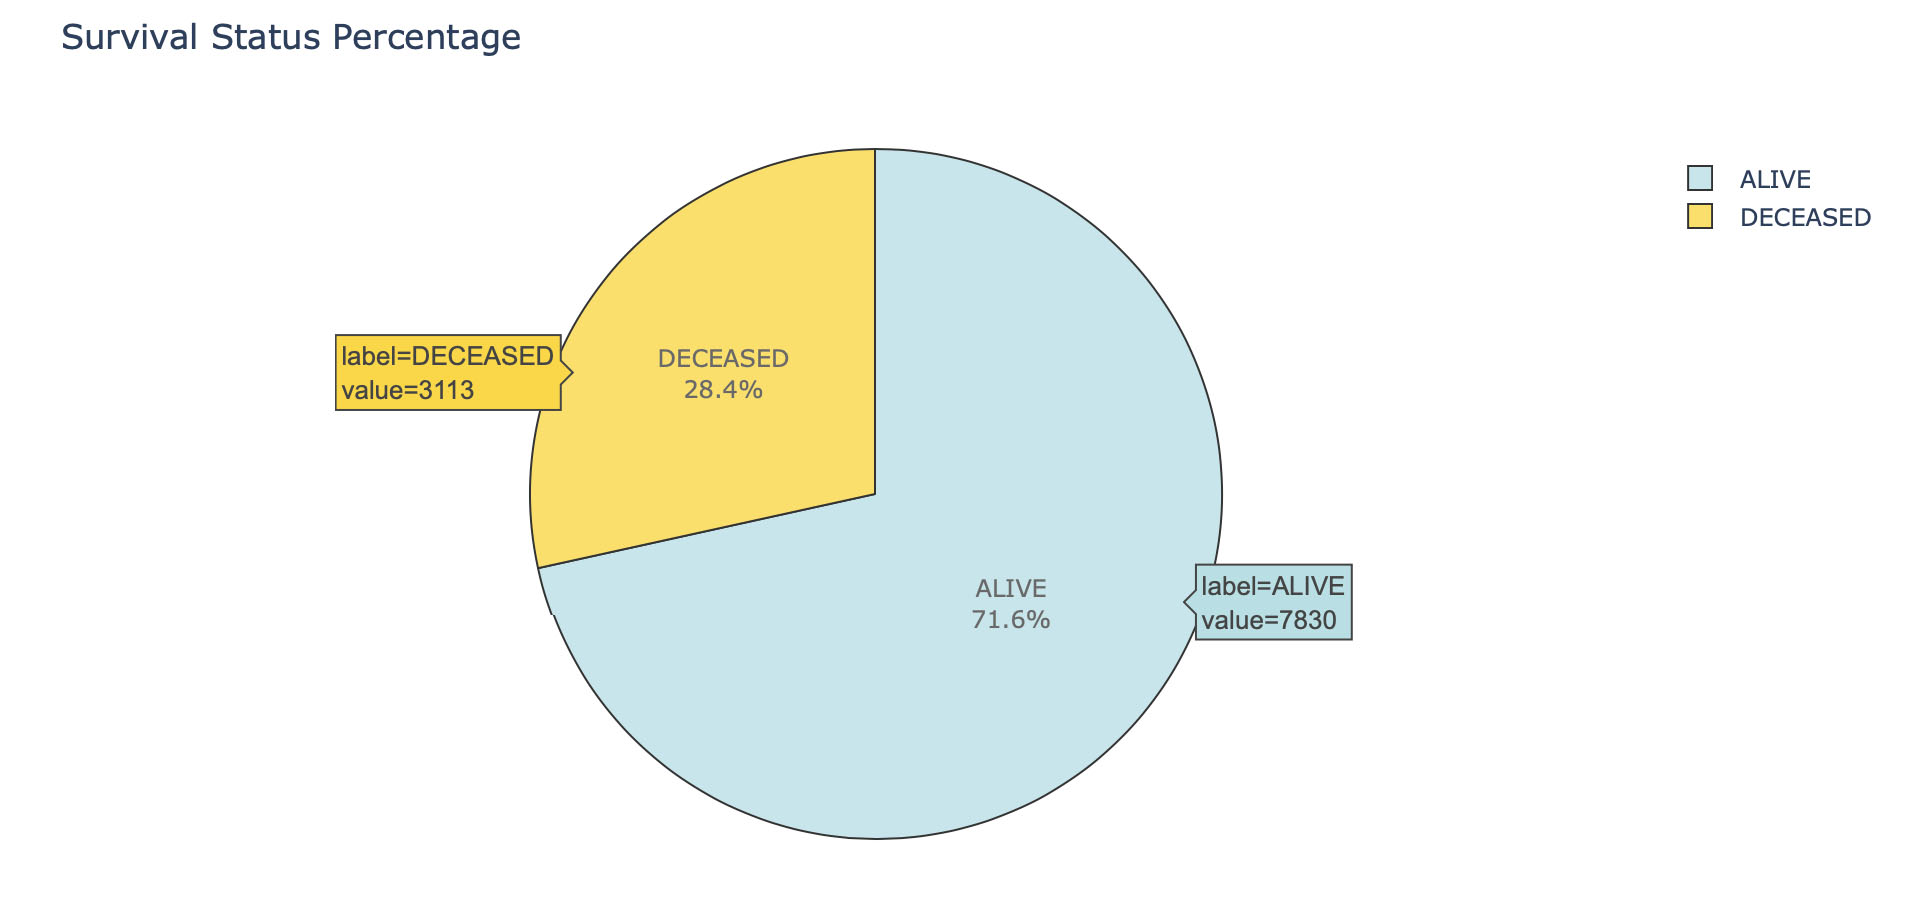 Survival Status Percentage
ALIVE
DECEASED
label=DECEASED
value=3113
DECEASED
28.4%
ALIVE
71.6%
label=ALIVE
value=7830